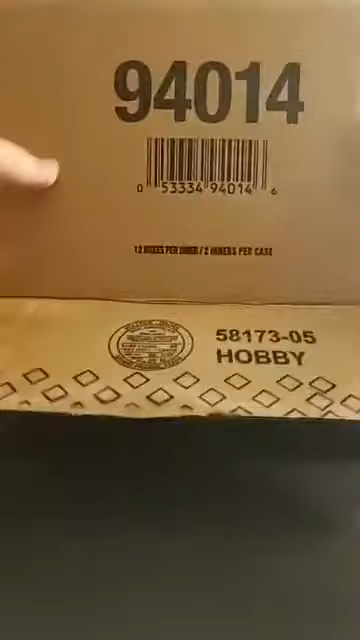 94014
0 53334 94014 6
12 BOXES PER INNER / 2 INNERS PER CASE
58173-05
HOBBY